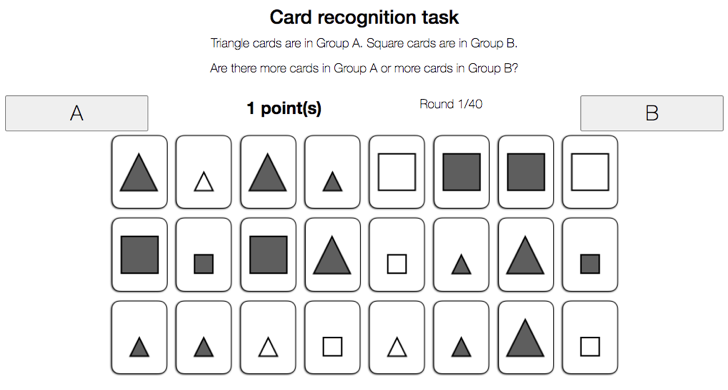 Card recognition task
Triangle cards are in Group A. Square cards are in Group B.
Are there more cards in Group A or more cards in Group B?
A
1 point(s)
Round 1/40
B